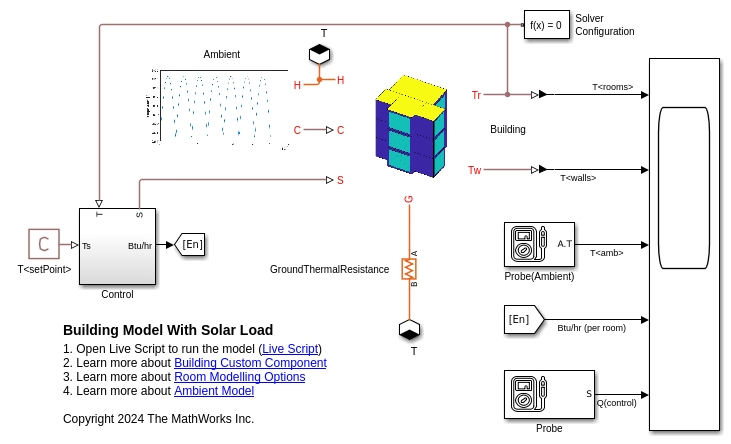 T
f(x) = 0
Solver
Configuration
Ambient
H
H
Tr
T<rooms>
C
C
Building
Tw
T<walls>
S
G
T
S
C
Ts
Btu/hr
[En]
T<setPoint>
Control
A
GroundThermalResistance
B
T
A.T
T<amb>
Probe(Ambient)
[En]
Btu/hr (per room)
S
Q(control)
Probe
Building Model With Solar Load
1. Open Live Script to run the model (Live Script)
2. Learn more about Building Custom Component
3. Learn more about Room Modelling Options
4. Learn more about Ambient Model
Copyright 2024 The MathWorks Inc.